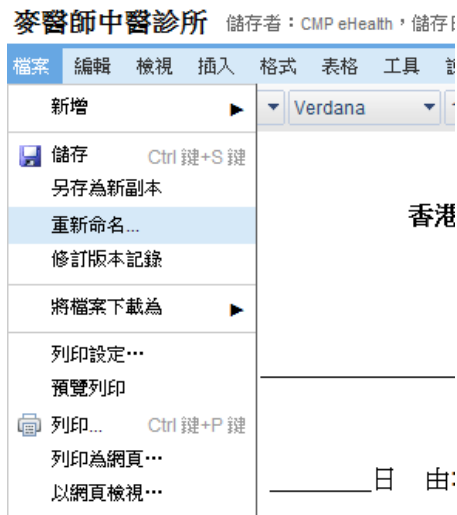 麥醫師中醫診所 儲存者：CMP eHealth，儲存
檔案 編輯 檢視 插入 格式 表格 工具
新增 Verdana
儲存 Ctrl 鍵+S 鍵
另存為新副本
重新命名... 香港
修訂版本記錄
將檔案下載為
列印設定…
預覽列印
列印... Ctrl 鍵+P 鍵
列印為網頁…
以網頁檢視… 日 由